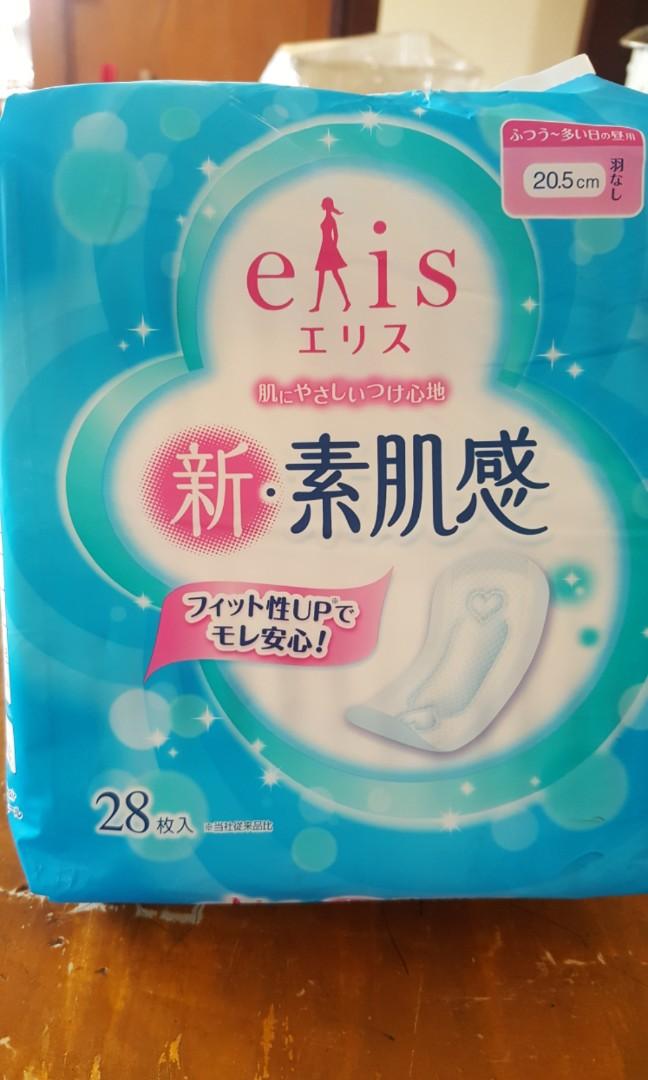 ふつう〜多い日の昼用
20.5cm
羽なし
elis
エリス
肌にやさしいつけ心地
新・素肌感
フィット性UP※で
モレ安心!
28枚入 ※当社従来品比